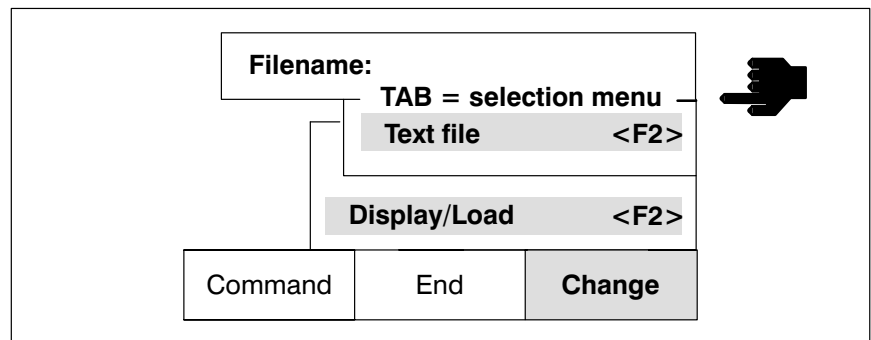 Filename:
TAB = selection menu
Text file <F2>
Display/Load <F2>
Command End Change